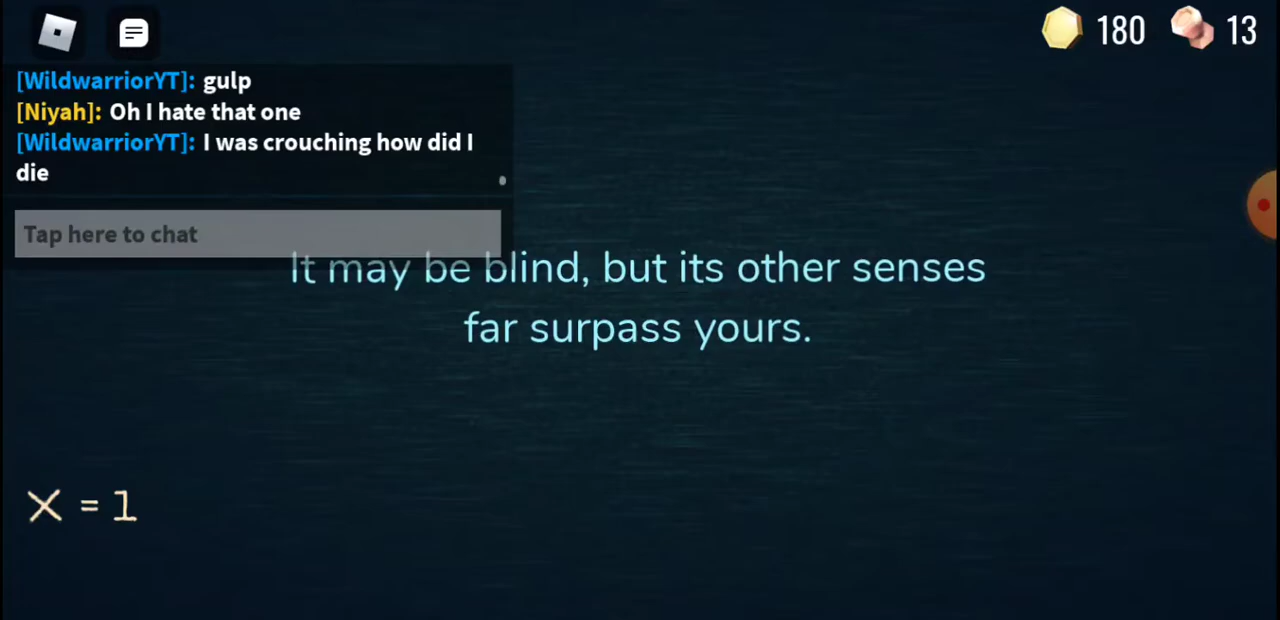 180 13
[WildwarriorYT]: gulp
[Niyah]: Oh I hate that one
[WildwarriorYT]: I was crouching how did I
die
Tap here to chat
It may be blind, but its other senses
far surpass yours.
X = 1